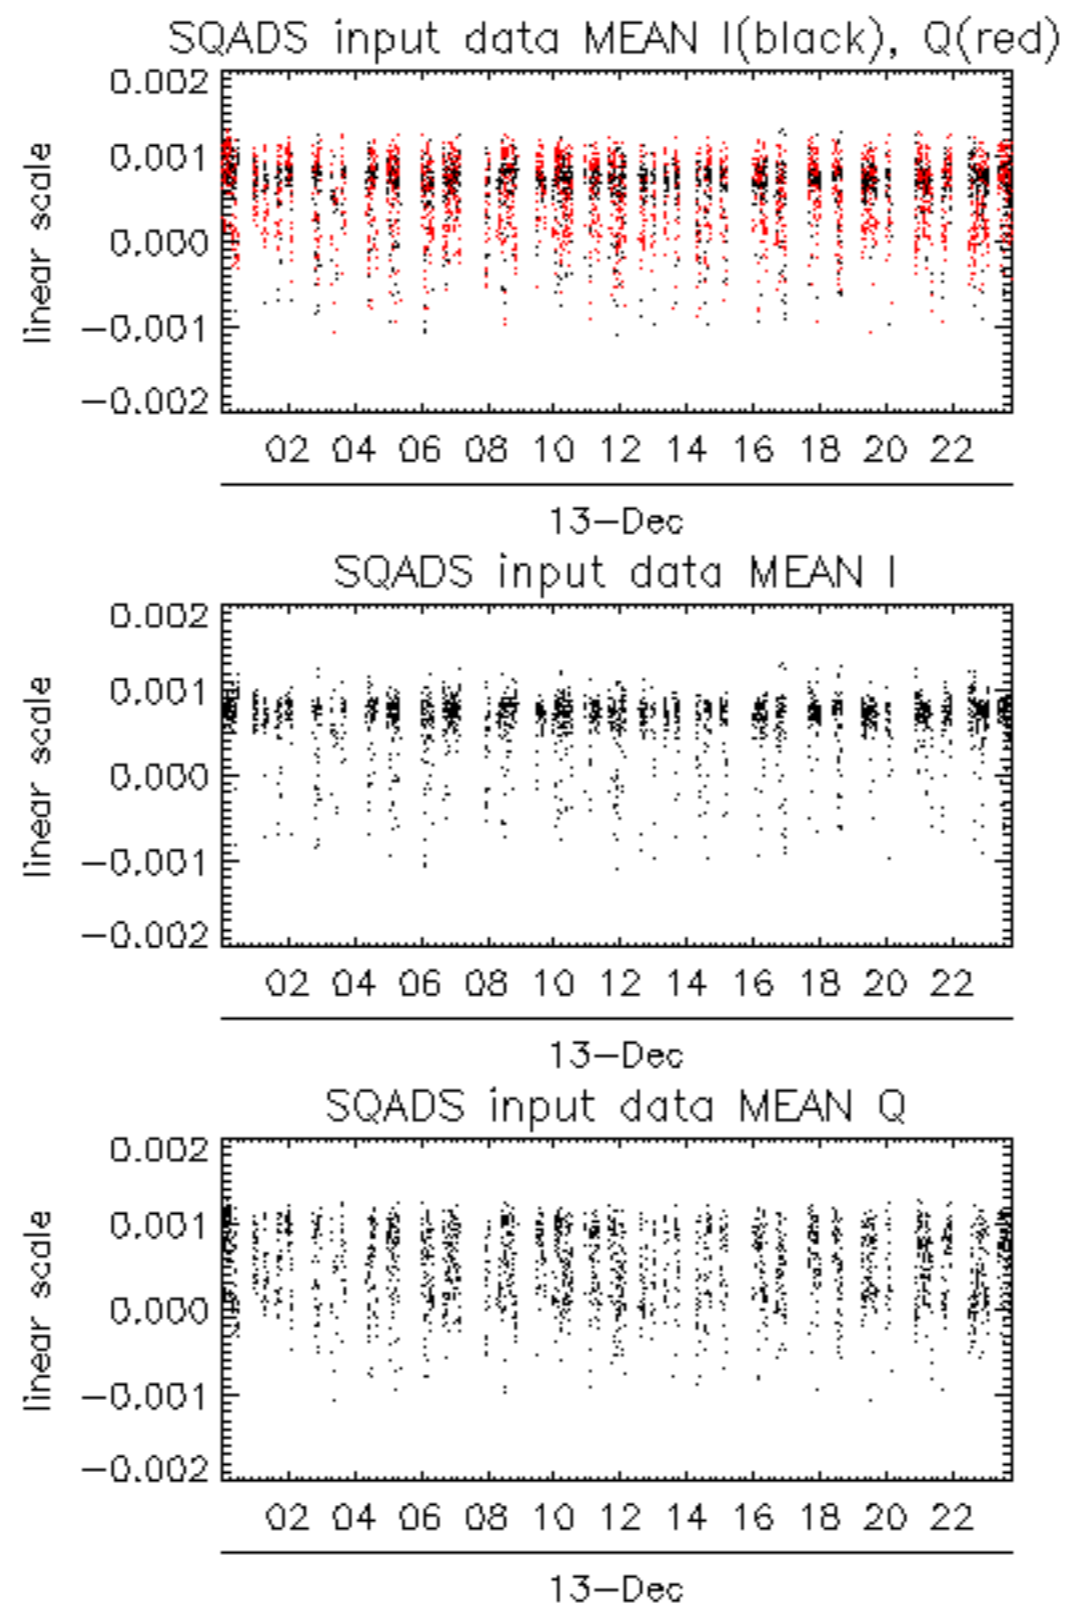 SQADS input data MEAN I(black), Q(red)
0.002
0.001
0.000
−0.001
−0.002
linear scale
02 04 06 08 10 12 14 16 18 20 22
13−Dec
SQADS input data MEAN I
0.002
0.001
0.000
−0.001
−0.002
linear scale
02 04 06 08 10 12 14 16 18 20 22
13−Dec
SQADS input data MEAN Q
0.002
0.001
0.000
−0.001
−0.002
linear scale
02 04 06 08 10 12 14 16 18 20 22
13−Dec